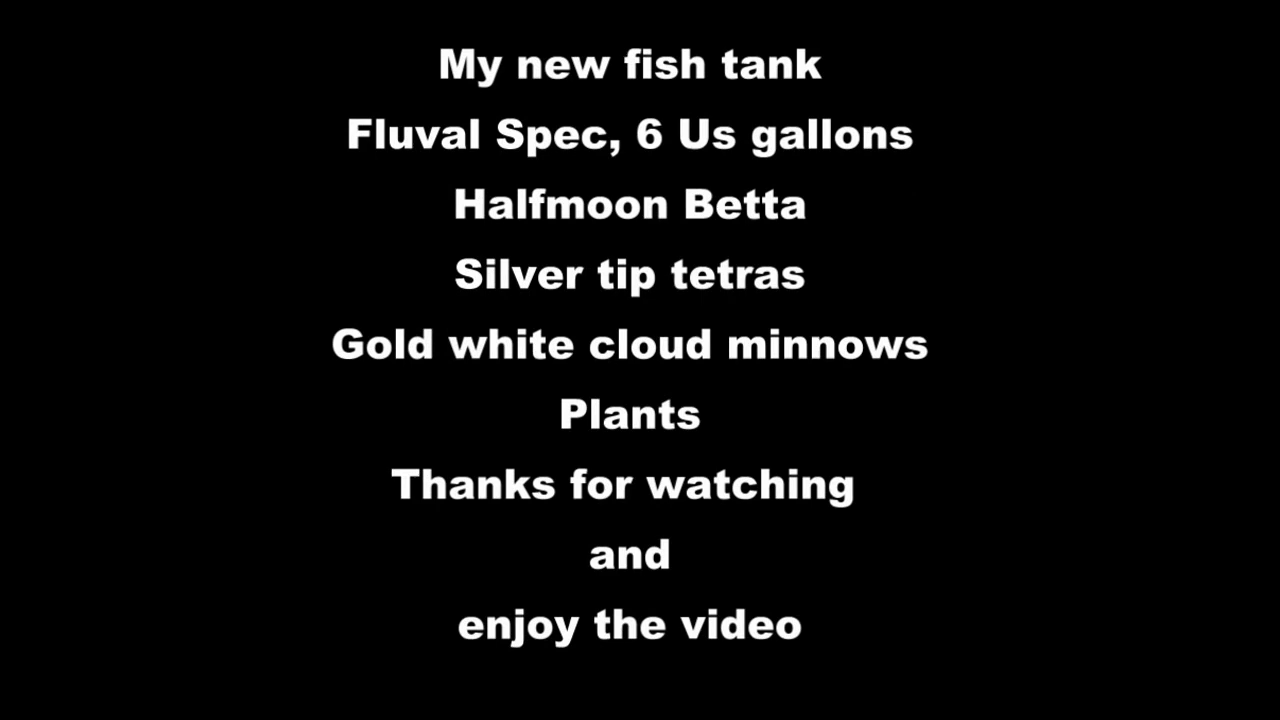 My new fish tank
Fluval Spec, 6 Us gallons
Halfmoon Betta
Silver tip tetras
Gold white cloud minnows
Plants
Thanks for watching
and
enjoy the video